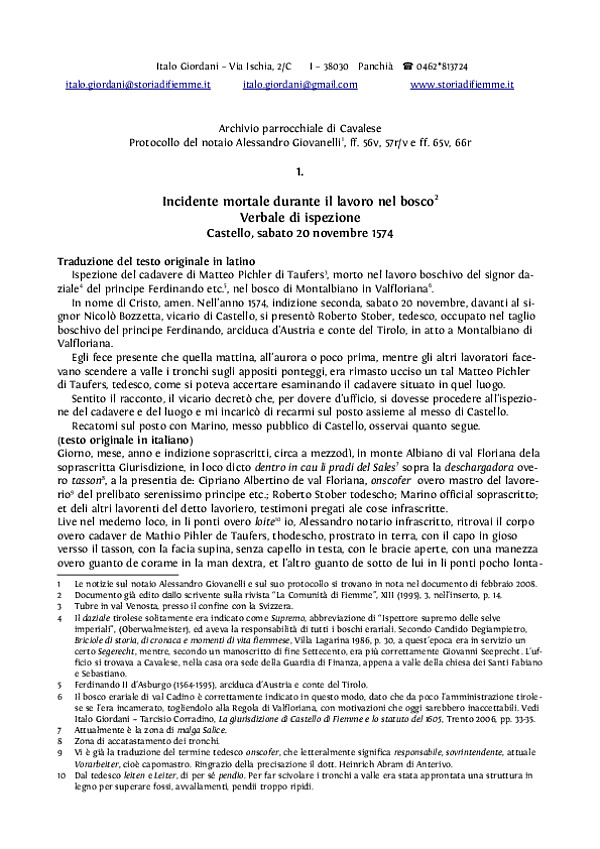 Italo Giordani – Via Ischia, 2/C I – 38030 Panchià ☎ 0462*813724
italo.giordani@storiadifiemme.it italo.giordani@gmail.com www.storiadifiemme.it
Archivio parrocchiale di Cavalese
Protocollo del notaio Alessandro Giovanelli1, ff. 56v, 57r/v e ff. 65v, 66r
1.
Incidente mortale durante il lavoro nel bosco2
Verbale di ispezione
Castello, sabato 20 novembre 1574
Traduzione del testo originale in latino
Ispezione del cadavere di Matteo Pichler di Taufers3, morto nel lavoro boschivo del signor da-
ziale4 del principe Ferdinando etc.5, nel bosco di Montalbiano in Valfloriana6.
In nome di Cristo, amen. Nell'anno 1574, indizione seconda, sabato 20 novembre, davanti al si-
gnor Nicolò Bozzetta, vicario di Castello, si presentò Roberto Stober, tedesco, occupato nel taglio
boschivo del principe Ferdinando, arciduca d'Austria e conte del Tirolo, in atto a Montalbiano di
Valfloriana.
Egli fece presente che quella mattina, all'aurora o poco prima, mentre gli altri lavoratori face-
vano scendere a valle i tronchi sugli appositi ponteggi, era rimasto ucciso un tal Matteo Pichler
di Taufers, tedesco, come si poteva accertare esaminando il cadavere situato in quel luogo.
Sentito il racconto, il vicario decretò che, per dovere d'ufficio, si dovesse procedere all'ispezio-
ne del cadavere e del luogo e mi incaricò di recarmi sul posto assieme al messo di Castello.
Recatomi sul posto con Marino, messo pubblico di Castello, osservai quanto segue.
(testo originale in italiano)
Giorno, mese, anno e indizione soprascritti, circa a mezzodì, in monte Albiano di val Floriana dela
soprascritta Giurisdizione, in loco dicto dentro in cau li pradi del Sales7 sopra la deschargadora ove-
ro tasson8, a la presentia de: Cipriano Albertino de val Floriana, onscofer overo mastro del lavore-
rio9 del prelibato serenissimo principe etc.; Roberto Stober todescho; Marino official soprascritto;
et deli altri lavorenti del detto lavoriero, testimoni pregati ale cose infrascritte.
Live nel medemo loco, in li ponti overo loite10 io, Alessandro notario infrascritto, ritrovai il corpo
overo cadaver de Mathio Pihler de Taufers, thodescho, prostrato in terra, con il capo in gioso
versso il tasson, con la facia supina, senza capello in testa, con le bracie aperte, con una manezza
overo guanto de corame in la man dextra, et l'altro guanto de sotto de lui in li ponti pocho lonta-
1 Le notizie sul notaio Alessandro Giovanelli e sul suo protocollo si trovano in nota nel documento di febbraio 2008.
2 Documento già edito dallo scrivente sulla rivista "La Comunità di Fiemme", XIII (1995), 3, nell'inserto, p. 14.
3 Tubre in val Venosta, presso il confine con la Svizzera.
4 Il daziale tirolese solitamente era indicato come Supremo, abbreviazione di "Ispettore supremo delle selve
imperiali", (Oberwalmeister), ed aveva la responsabilità di tutti i boschi erariali. Secondo Candido Degiampietro,
Briciole di storia, di cronaca e momenti di vita fiemmese, Villa Lagarina 1986, p. 30, a quest'epoca era in servizio un
certo Segerecht, mentre, secondo un manoscritto di fine Settecento, era più correttamente Giovanni Seeprecht. L'uf-
ficio si trovava a Cavalese, nella casa ora sede della Guardia di Finanza, appena a valle della chiesa dei Santi Fabiano
e Sebastiano.
5 Ferdinando II d'Asburgo (1564-1595), arciduca d'Austria e conte del Tirolo.
6 Il bosco erariale di val Cadino è correttamente indicato in questo modo, dato che da poco l'amministrazione tirole-
se se l'era incamerato, togliendolo alla Regola di Valfloriana, con motivazioni che oggi sarebbero inaccettabili. Vedi
Italo Giordani – Tarcisio Corradino, La giurisdizione di Castello di Fiemme e lo statuto del 1605, Trento 2006, pp. 33-35.
7 Attualmente è la zona di malga Salice.
8 Zona di accatastamento dei tronchi.
9 Vi è già la traduzione del termine tedesco onscofer, che letteralmente significa responsabile, sovrintendente, attuale
Vorarheiter, cioè capomastro. Ringrazio della precisazione il dott. Heinrich Abram di Anterivo.
10 Dal tedesco leiten e Leiter, di per sé pendio. Per far scivolare i tronchi a valle era stata approntata una struttura in
legno per superare fossi, avvallamenti, pendii troppo ripidi.